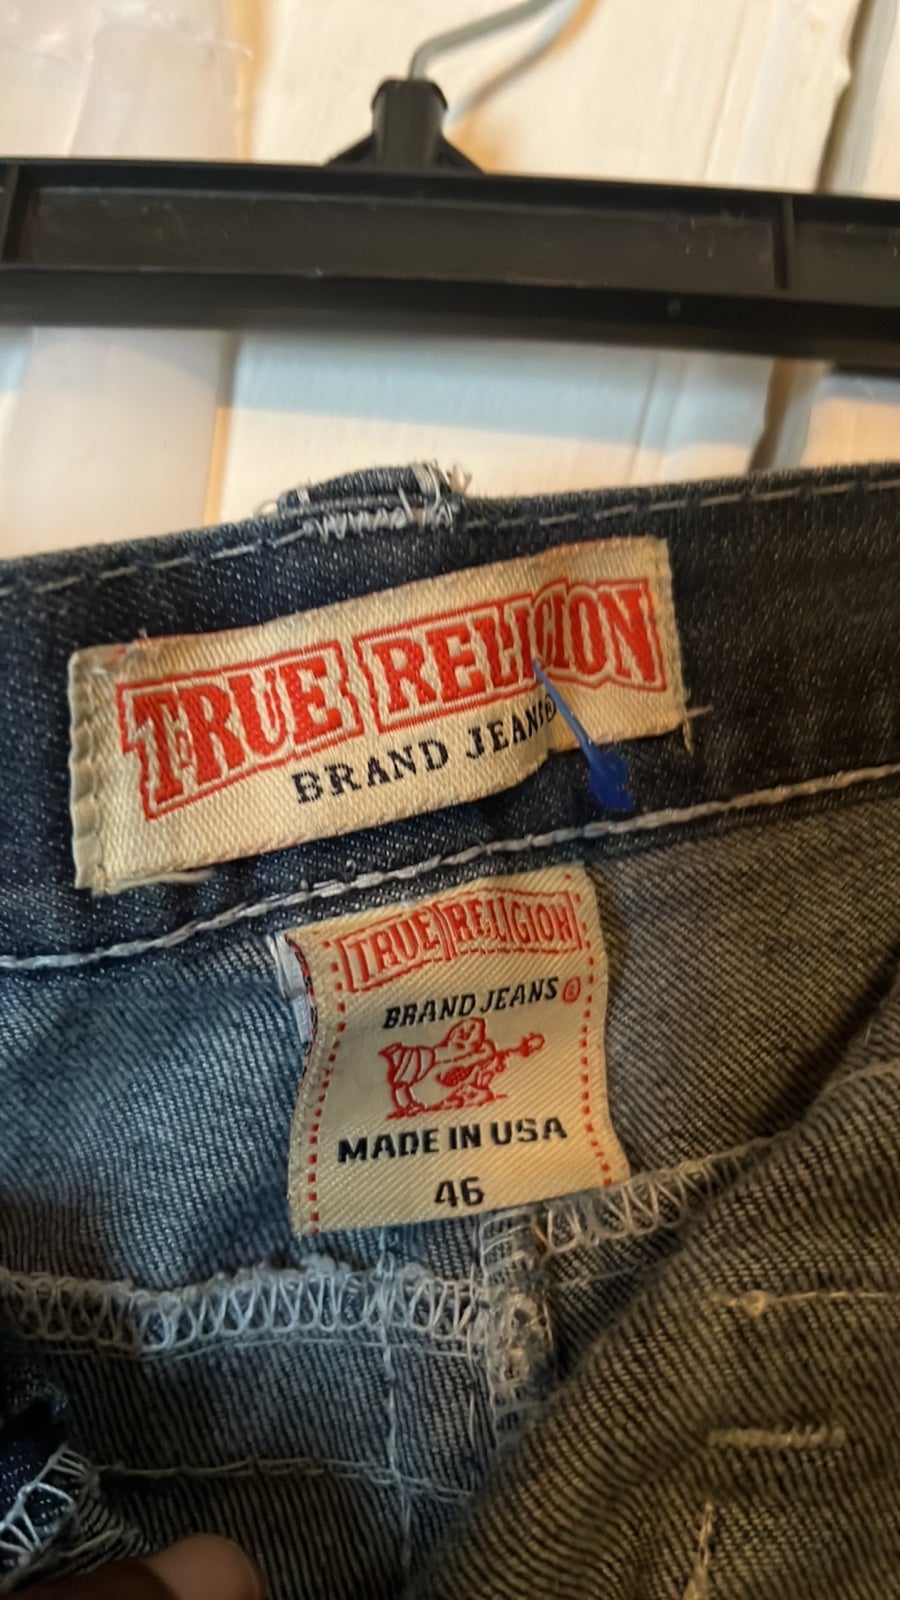 TRUE RELIGION
BRAND JEANS®
TRUE RELIGION
BRAND JEANS®
MADE IN USA
46